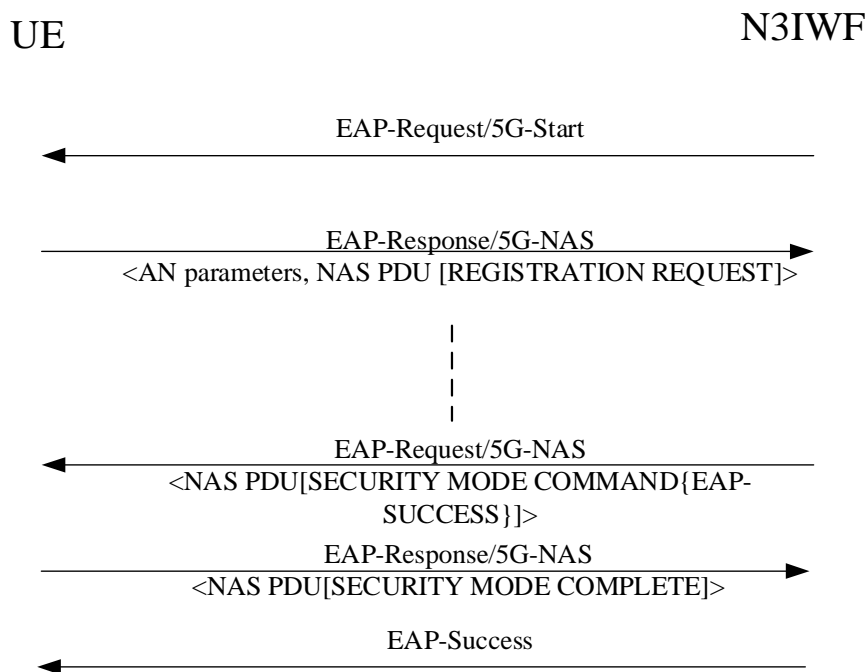 UE
N3IWF
EAP-Request/5G-Start
EAP-Response/5G-NAS
<AN parameters, NAS PDU [REGISTRATION REQUEST]>
EAP-Request/5G-NAS
<NAS PDU[SECURITY MODE COMMAND{EAP-
SUCCESS}]>
EAP-Response/5G-NAS
<NAS PDU[SECURITY MODE COMPLETE]>
EAP-Success